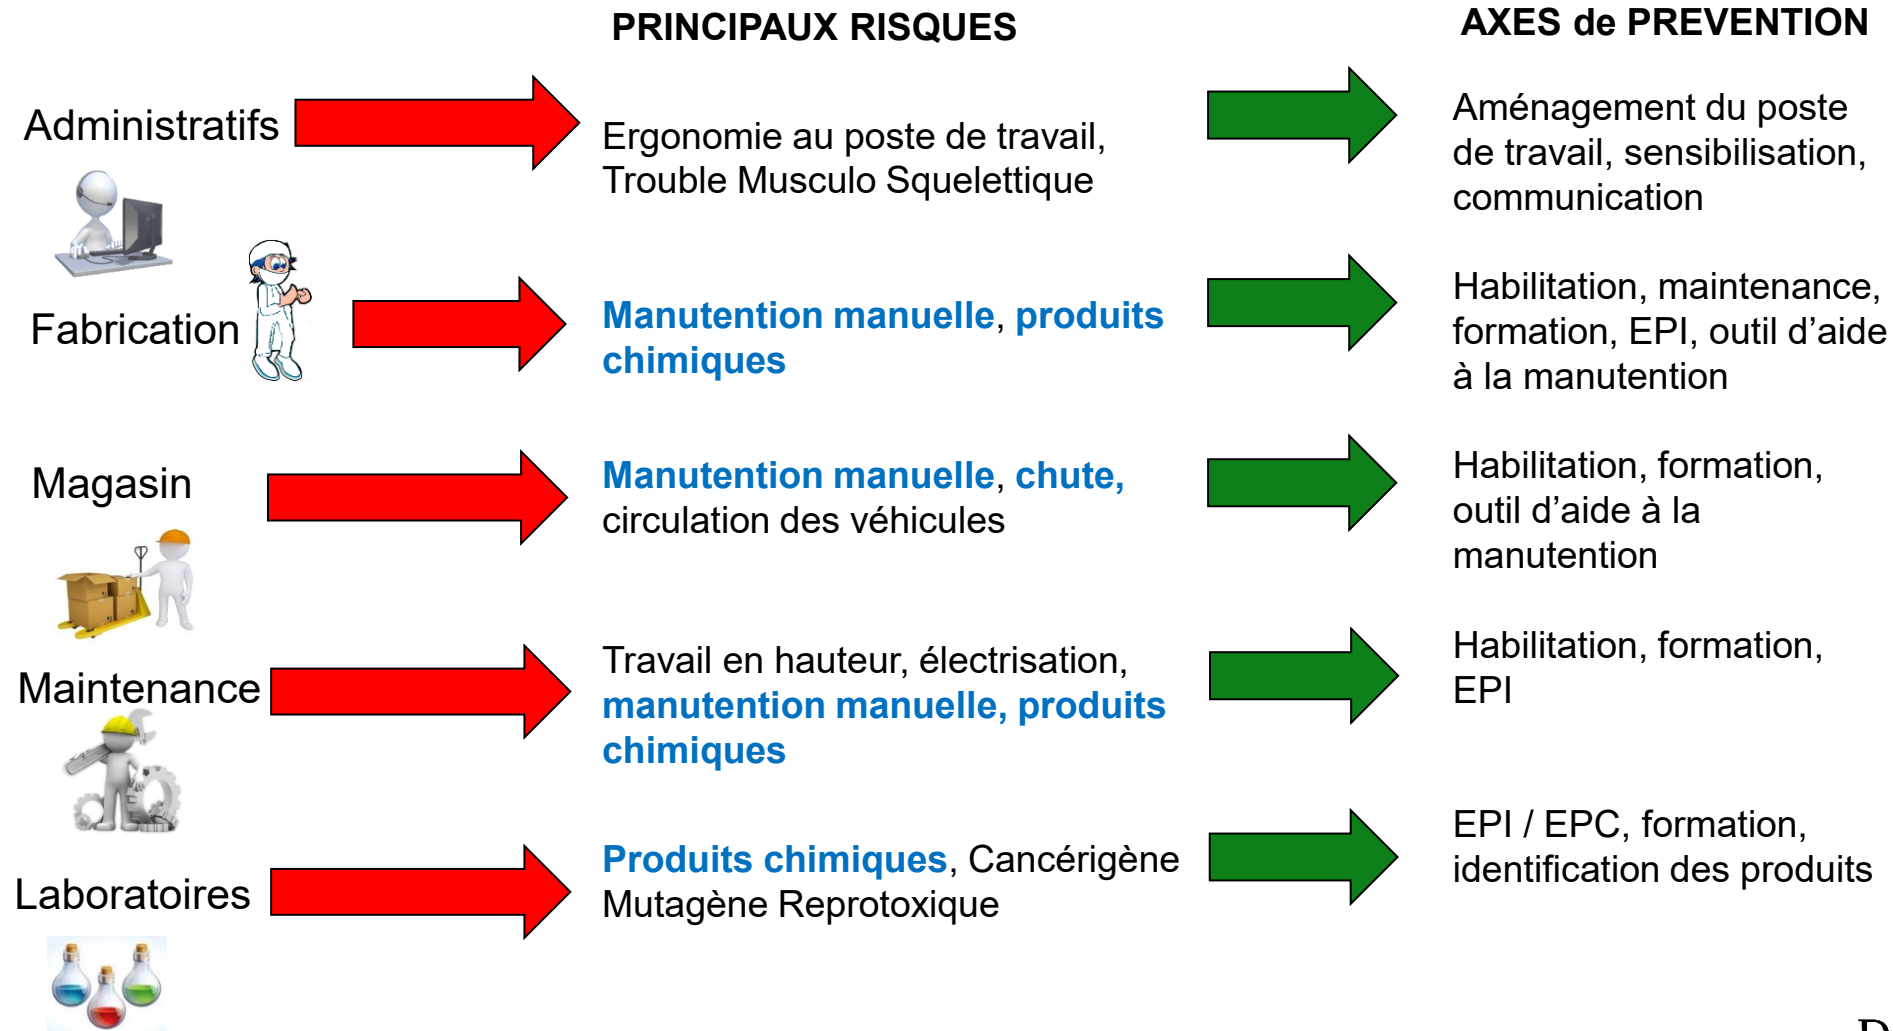 PRINCIPAUX RISQUES
AXES de PREVENTION
Administratifs
Ergonomie au poste de travail,
Trouble Musculo Squelettique
Aménagement du poste
de travail, sensibilisation,
communication
Fabrication
Manutention manuelle, produits
chimiques
Habilitation, maintenance,
formation, EPI, outil d’aide
à la manutention
Magasin
Manutention manuelle, chute,
circulation des véhicules
Habilitation, formation,
outil d’aide à la
manutention
Maintenance
Travail en hauteur, électrisation,
manutention manuelle, produits
chimiques
Habilitation, formation,
EPI
Laboratoires
Produits chimiques, Cancérigène
Mutagène Reprotoxique
EPI / EPC, formation,
identification des produits